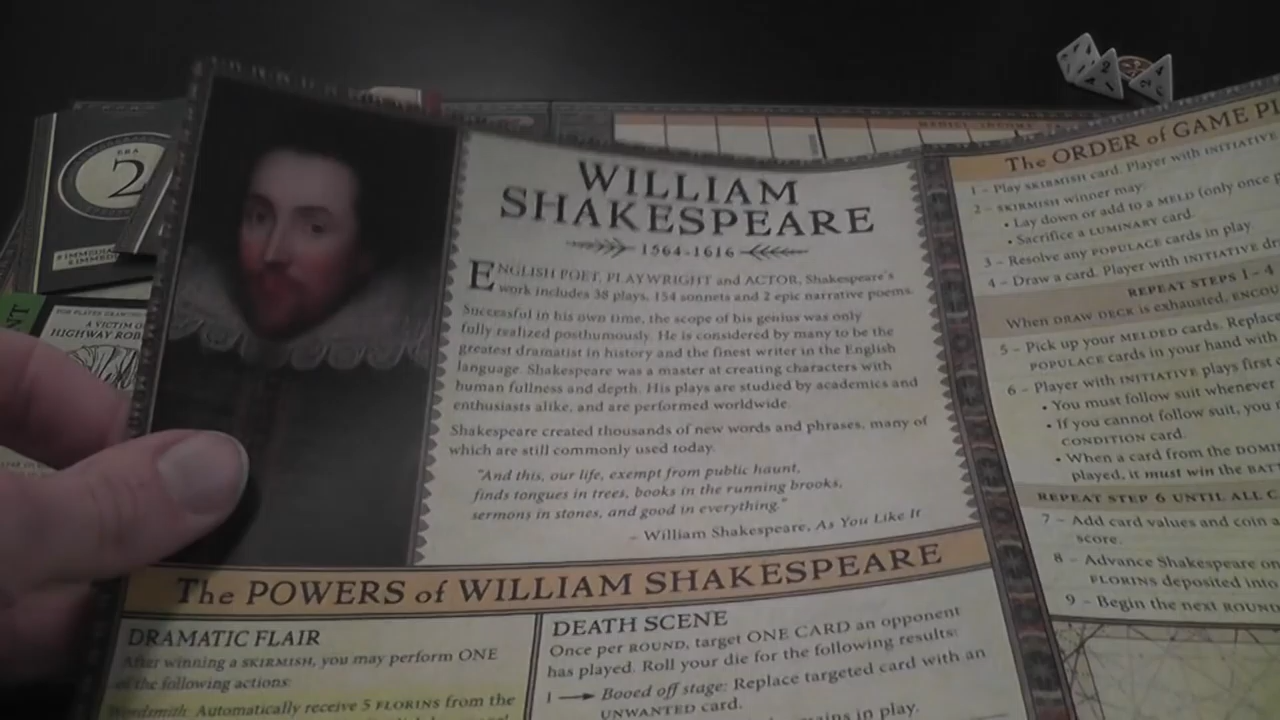 ERA
2
A VICTIM OF
HIGHWAY ROB
WILLIAM
SHAKESPEARE
1564-1616
ENGLISH POET, PLAYWRIGHT and ACTOR, Shakespeare's
work includes 38 plays, 154 sonnets and 2 epic narrative poems.
Successful in his own time, the scope of his genius was only
fully realized posthumously. He is considered by many to be the
greatest dramatist in history and the finest writer in the English
language. Shakespeare was a master at creating characters with
human fullness and depth. His plays are studied by academics and
enthusiasts alike, and are performed worldwide.
Shakespeare created thousands of new words and phrases, many of
which are still commonly used today.
"And this, our life, exempt from public haunt,
finds tongues in trees, books in the running brooks,
sermons in stones, and good in everything."
- William Shakespeare, As You Like It
The POWERS of WILLIAM SHAKESPEARE
DRAMATIC FLAIR
After winning a SKIRMISH, you may perform ONE
of the following actions:
Wordsmith: Automatically receive 5 FLORINS from the
DEATH SCENE
Once per ROUND, target ONE CARD an opponent
has played. Roll your die for the following results:
1 → Booed off stage: Replace targeted card with an
UNWANTED card.
in play.
The ORDER of GAME PL
1 - Play SKIRMISH card. Player with INITIATIVE
2 - SKIRMISH winner may:
• Lay down or add to a MELD (only once p
• Sacrifice a LUMINARY card.
3 - Resolve any POPULACE cards in play.
4 - Draw a card. Player with INITIATIVE dr
REPEAT STEPS 1 - 4
When DRAW DECK is exhausted, ENCOU
5 - Pick up your MELDED cards. Replac
POPULACE cards in your hand with
6 - Player with INITIATIVE plays first
• You must follow suit whenever
• If you cannot follow suit, you
CONDITION card.
• When a card from the DOMI
played, it must win the BATT
REPEAT STEP 6 UNTIL ALL C
7 - Add card values and coin a
score.
8 - Advance Shakespeare on
FLORINS deposited into
9 - Begin the next ROUND